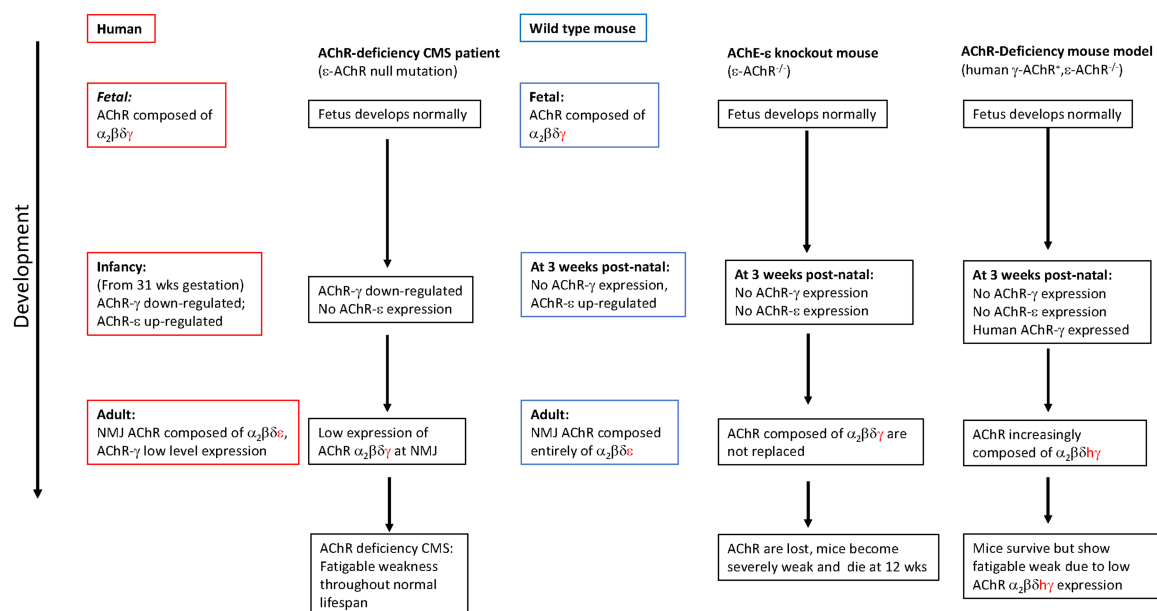 Development
Human
Fetal:
AChR composed of
α₂βδγ
Infancy:
(From 31 wks gestation)
AChR-γ down-regulated;
AChR-ε up-regulated
Adult:
NMJ AChR composed of α₂βδε,
AChR-γ low level expression
AChR-deficiency CMS patient
(ε-AChR null mutation)
Fetus develops normally
AChR-γ down-regulated
No AChR-ε expression
Low expression of
AChR α₂βδγ at NMJ
AChR deficiency CMS:
Fatigable weakness
throughout normal
lifespan
Wild type mouse
Fetal:
AChR composed of
α₂βδγ
At 3 weeks post-natal:
No AChR-γ expression,
AChR-ε up-regulated
Adult:
NMJ AChR composed
entirely of α₂βδε
AChE-ε knockout mouse
(ε-AChR⁻/⁻)
Fetus develops normally
At 3 weeks post-natal:
No AChR-γ expression
No AChR-ε expression
AChR composed of α₂βδγ are
not replaced
AChR are lost, mice become
severely weak and die at 12 wks
AChR-Deficiency mouse model
(human γ-AChR⁺,ε-AChR⁻/⁻)
Fetus develops normally
At 3 weeks post-natal:
No AChR-γ expression
No AChR-ε expression
Human AChR-γ expressed
AChR increasingly
composed of α₂βδhγ
Mice survive but show
fatigable weak due to low
AChR α₂βδhγ expression